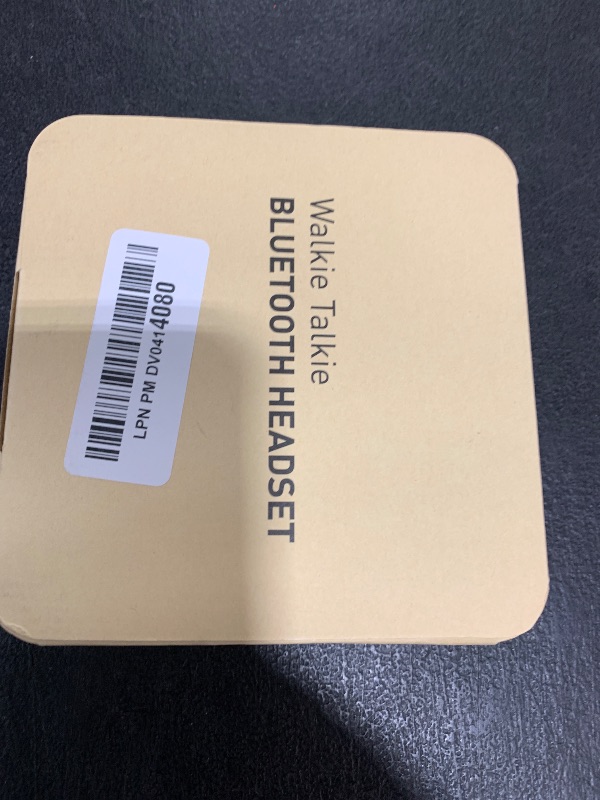 Walkie Talkie
BLUETOOTH HEADSET
LPN PM DV0414080